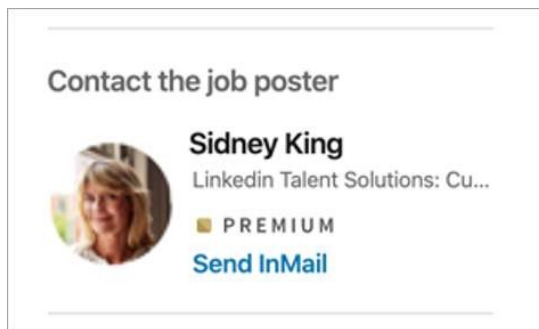 Contact the job poster
Sidney King
Linkedin Talent Solutions: Cu...
PREMIUM
Send InMail